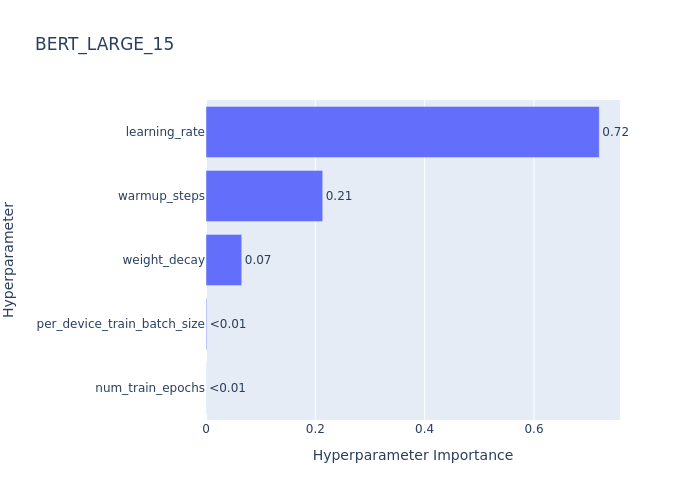 BERT_LARGE_15
Hyperparameter
learning_rate 0.72
warmup_steps 0.21
weight_decay 0.07
per_device_train_batch_size <0.01
num_train_epochs <0.01
0 0.2 0.4 0.6
Hyperparameter Importance